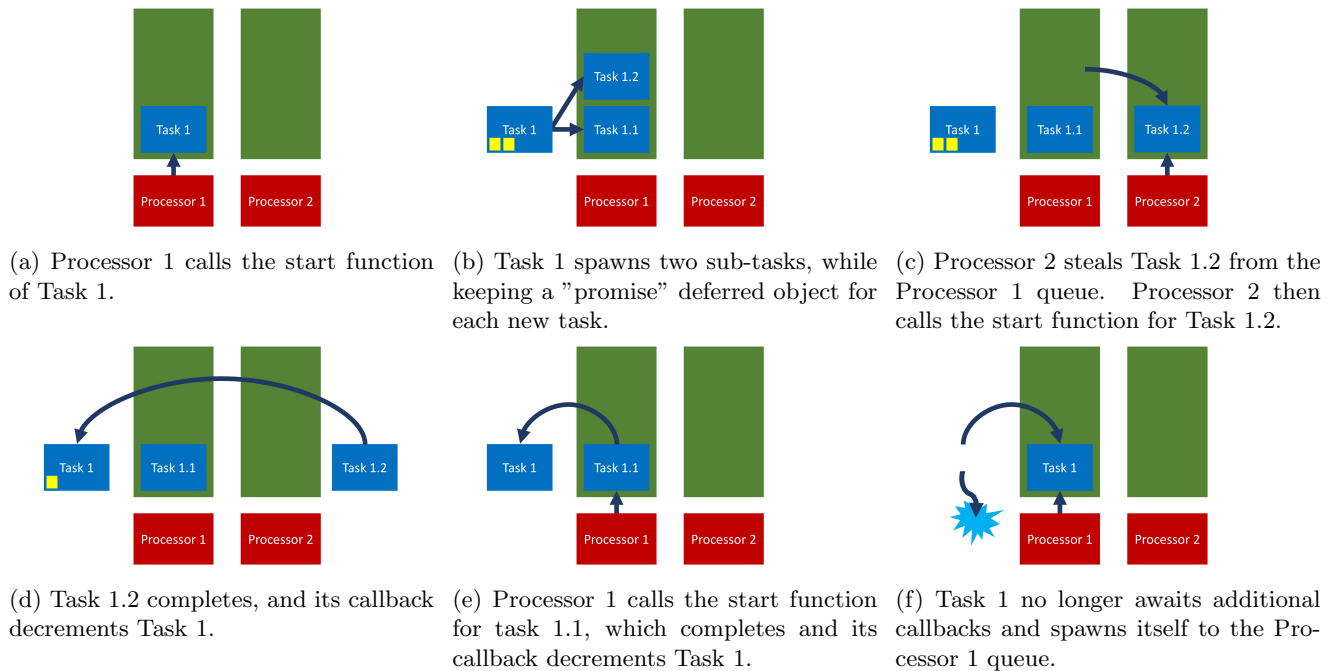 Task 1
Processor 1
Processor 2
(a) Processor 1 calls the start function
of Task 1.
Task 1.2
Task 1
Task 1.1
Processor 1
Processor 2
(b) Task 1 spawns two sub-tasks, while
keeping a ”promise” deferred object for
each new task.
Task 1
Task 1.1
Task 1.2
Processor 1
Processor 2
(c) Processor 2 steals Task 1.2 from the
Processor 1 queue. Processor 2 then
calls the start function for Task 1.2.
Task 1
Task 1.1
Task 1.2
Processor 1
Processor 2
(d) Task 1.2 completes, and its callback
decrements Task 1.
Task 1
Task 1.1
Processor 1
Processor 2
(e) Processor 1 calls the start function
for task 1.1, which completes and its
callback decrements Task 1.
Task 1
Processor 1
Processor 2
(f) Task 1 no longer awaits additional
callbacks and spawns itself to the Pro-
cessor 1 queue.